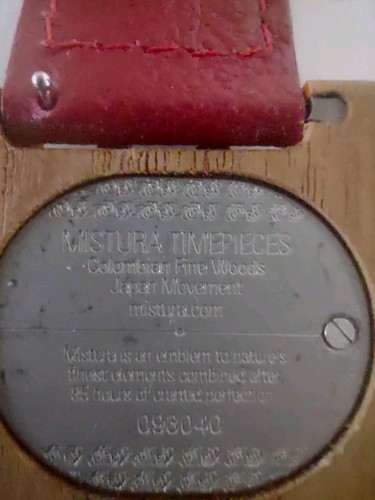 MISTURA TIMEPIECES
Colombian Fine Woods
Japan Movement
mistura.com
Mistura is an emblem to nature's
finest elements combined after
85 hours of crafted perfection
093040